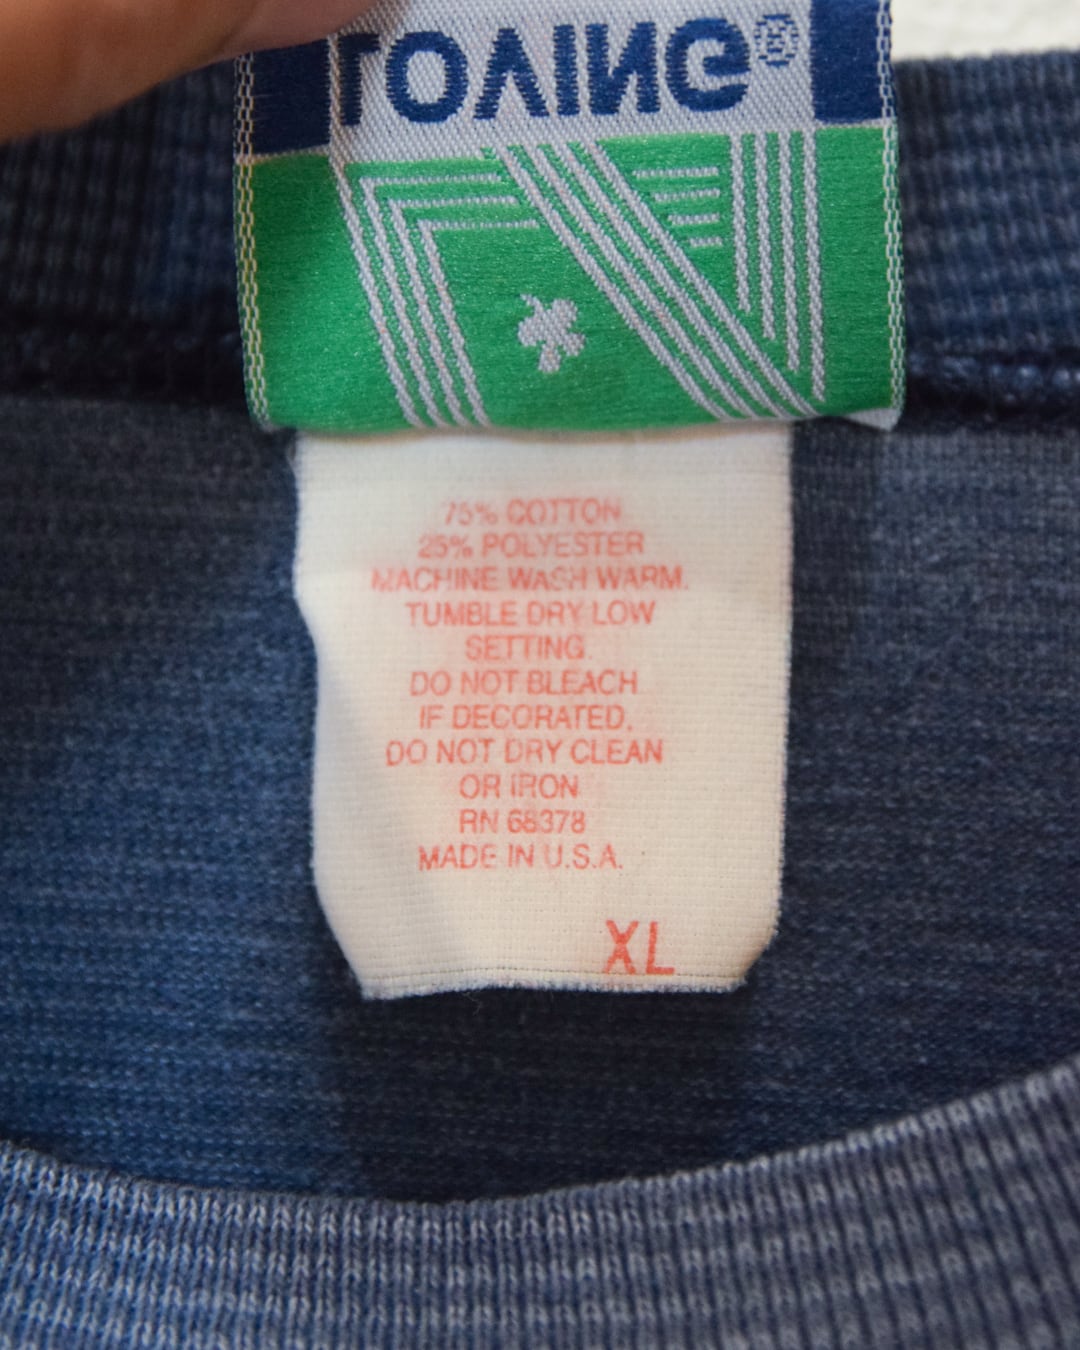 LOVING®
75% COTTON
25% POLYESTER
MACHINE WASH WARM.
TUMBLE DRY LOW
SETTING.
DO NOT BLEACH
IF DECORATED,
DO NOT DRY CLEAN
OR IRON
RN 68378
MADE IN U.S.A.
XL